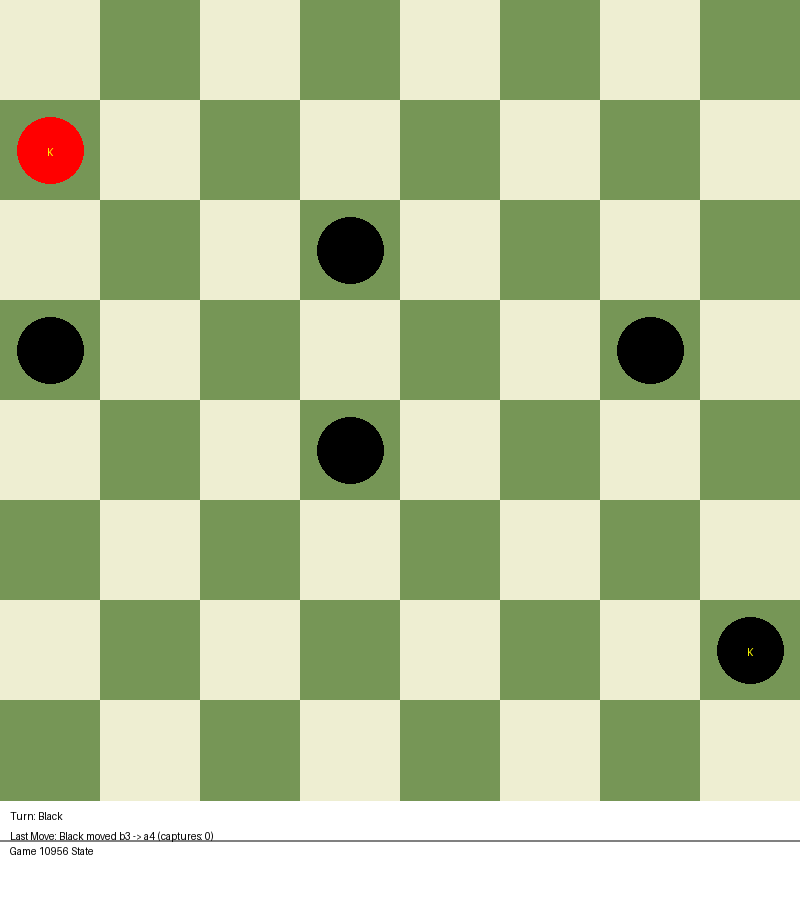 K
K
Turn: Black
Last Move: Black moved b3 -> a4 (captures: 0)
Game 10956 State